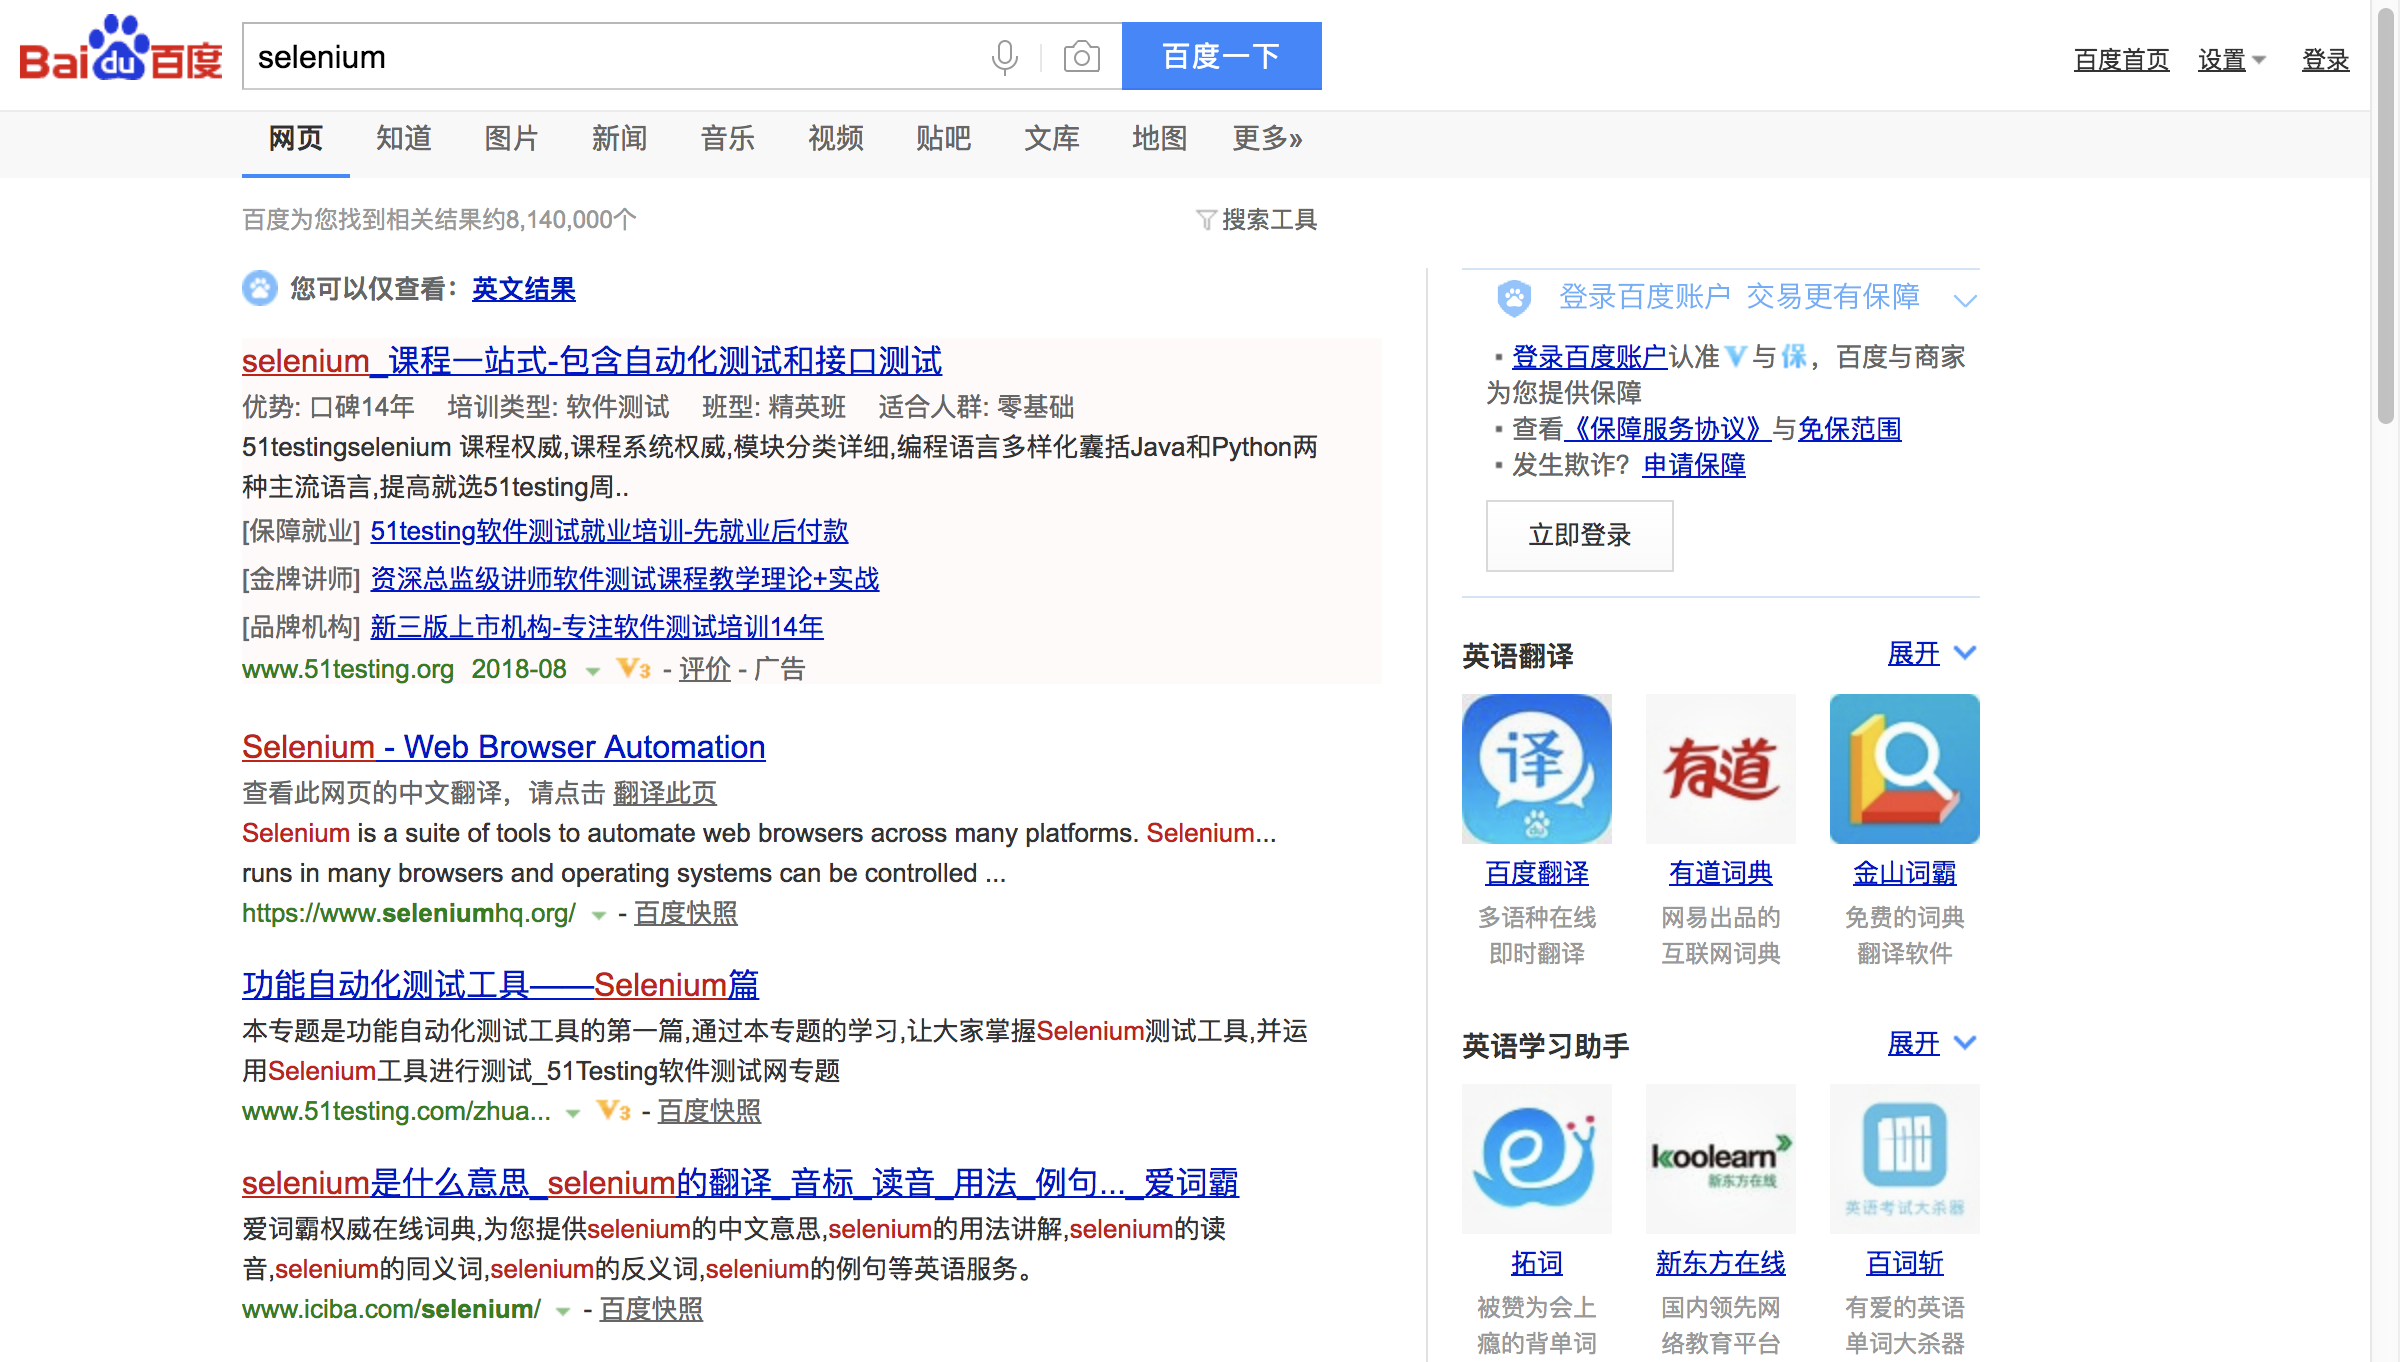 Bai du 百度
selenium
百度一下
百度首页 设置 登录
网页 知道 图片 新闻 音乐 视频 贴吧 文库 地图 更多»
百度为您找到相关结果约8,140,000个
搜索工具
您可以仅查看：英文结果
selenium_课程一站式-包含自动化测试和接口测试
优势: 口碑14年 培训类型: 软件测试 班型: 精英班 适合人群: 零基础
51testingselenium 课程权威,课程系统权威,模块分类详细,编程语言多样化囊括Java和Python两
种主流语言,提高就选51testing周..
[保障就业] 51testing软件测试就业培训-先就业后付款
[金牌讲师] 资深总监级讲师软件测试课程教学理论+实战
[品牌机构] 新三版上市机构-专注软件测试培训14年
www.51testing.org 2018-08 V3 - 评价 - 广告
Selenium - Web Browser Automation
查看此网页的中文翻译，请点击 翻译此页
Selenium is a suite of tools to automate web browsers across many platforms. Selenium...
runs in many browsers and operating systems can be controlled ...
https://www.seleniumhq.org/ - 百度快照
功能自动化测试工具——Selenium篇
本专题是功能自动化测试工具的第一篇,通过本专题的学习,让大家掌握Selenium测试工具,并运
用Selenium工具进行测试_51Testing软件测试网专题
www.51testing.com/zhua... V3 - 百度快照
selenium是什么意思_selenium的翻译_音标_读音_用法_例句..._爱词霸
爱词霸权威在线词典,为您提供selenium的中文意思,selenium的用法讲解,selenium的读
音,selenium的同义词,selenium的反义词,selenium的例句等英语服务。
www.iciba.com/selenium/ - 百度快照
登录百度账户 交易更有保障
▪ 登录百度账户认准V与保，百度与商家
为您提供保障
▪ 查看《保障服务协议》与免保范围
▪ 发生欺诈？申请保障
立即登录
英语翻译 展开
译 du 有道
百度翻译 有道词典 金山词霸
多语种在线 网易出品的 免费的词典
即时翻译 互联网词典 翻译软件
英语学习助手 展开
koolearn
新东方在线
英语考试大杀器
拓词 新东方在线 百词斩
被赞为会上 国内领先网 有爱的英语
瘾的背单词 络教育平台 单词大杀器